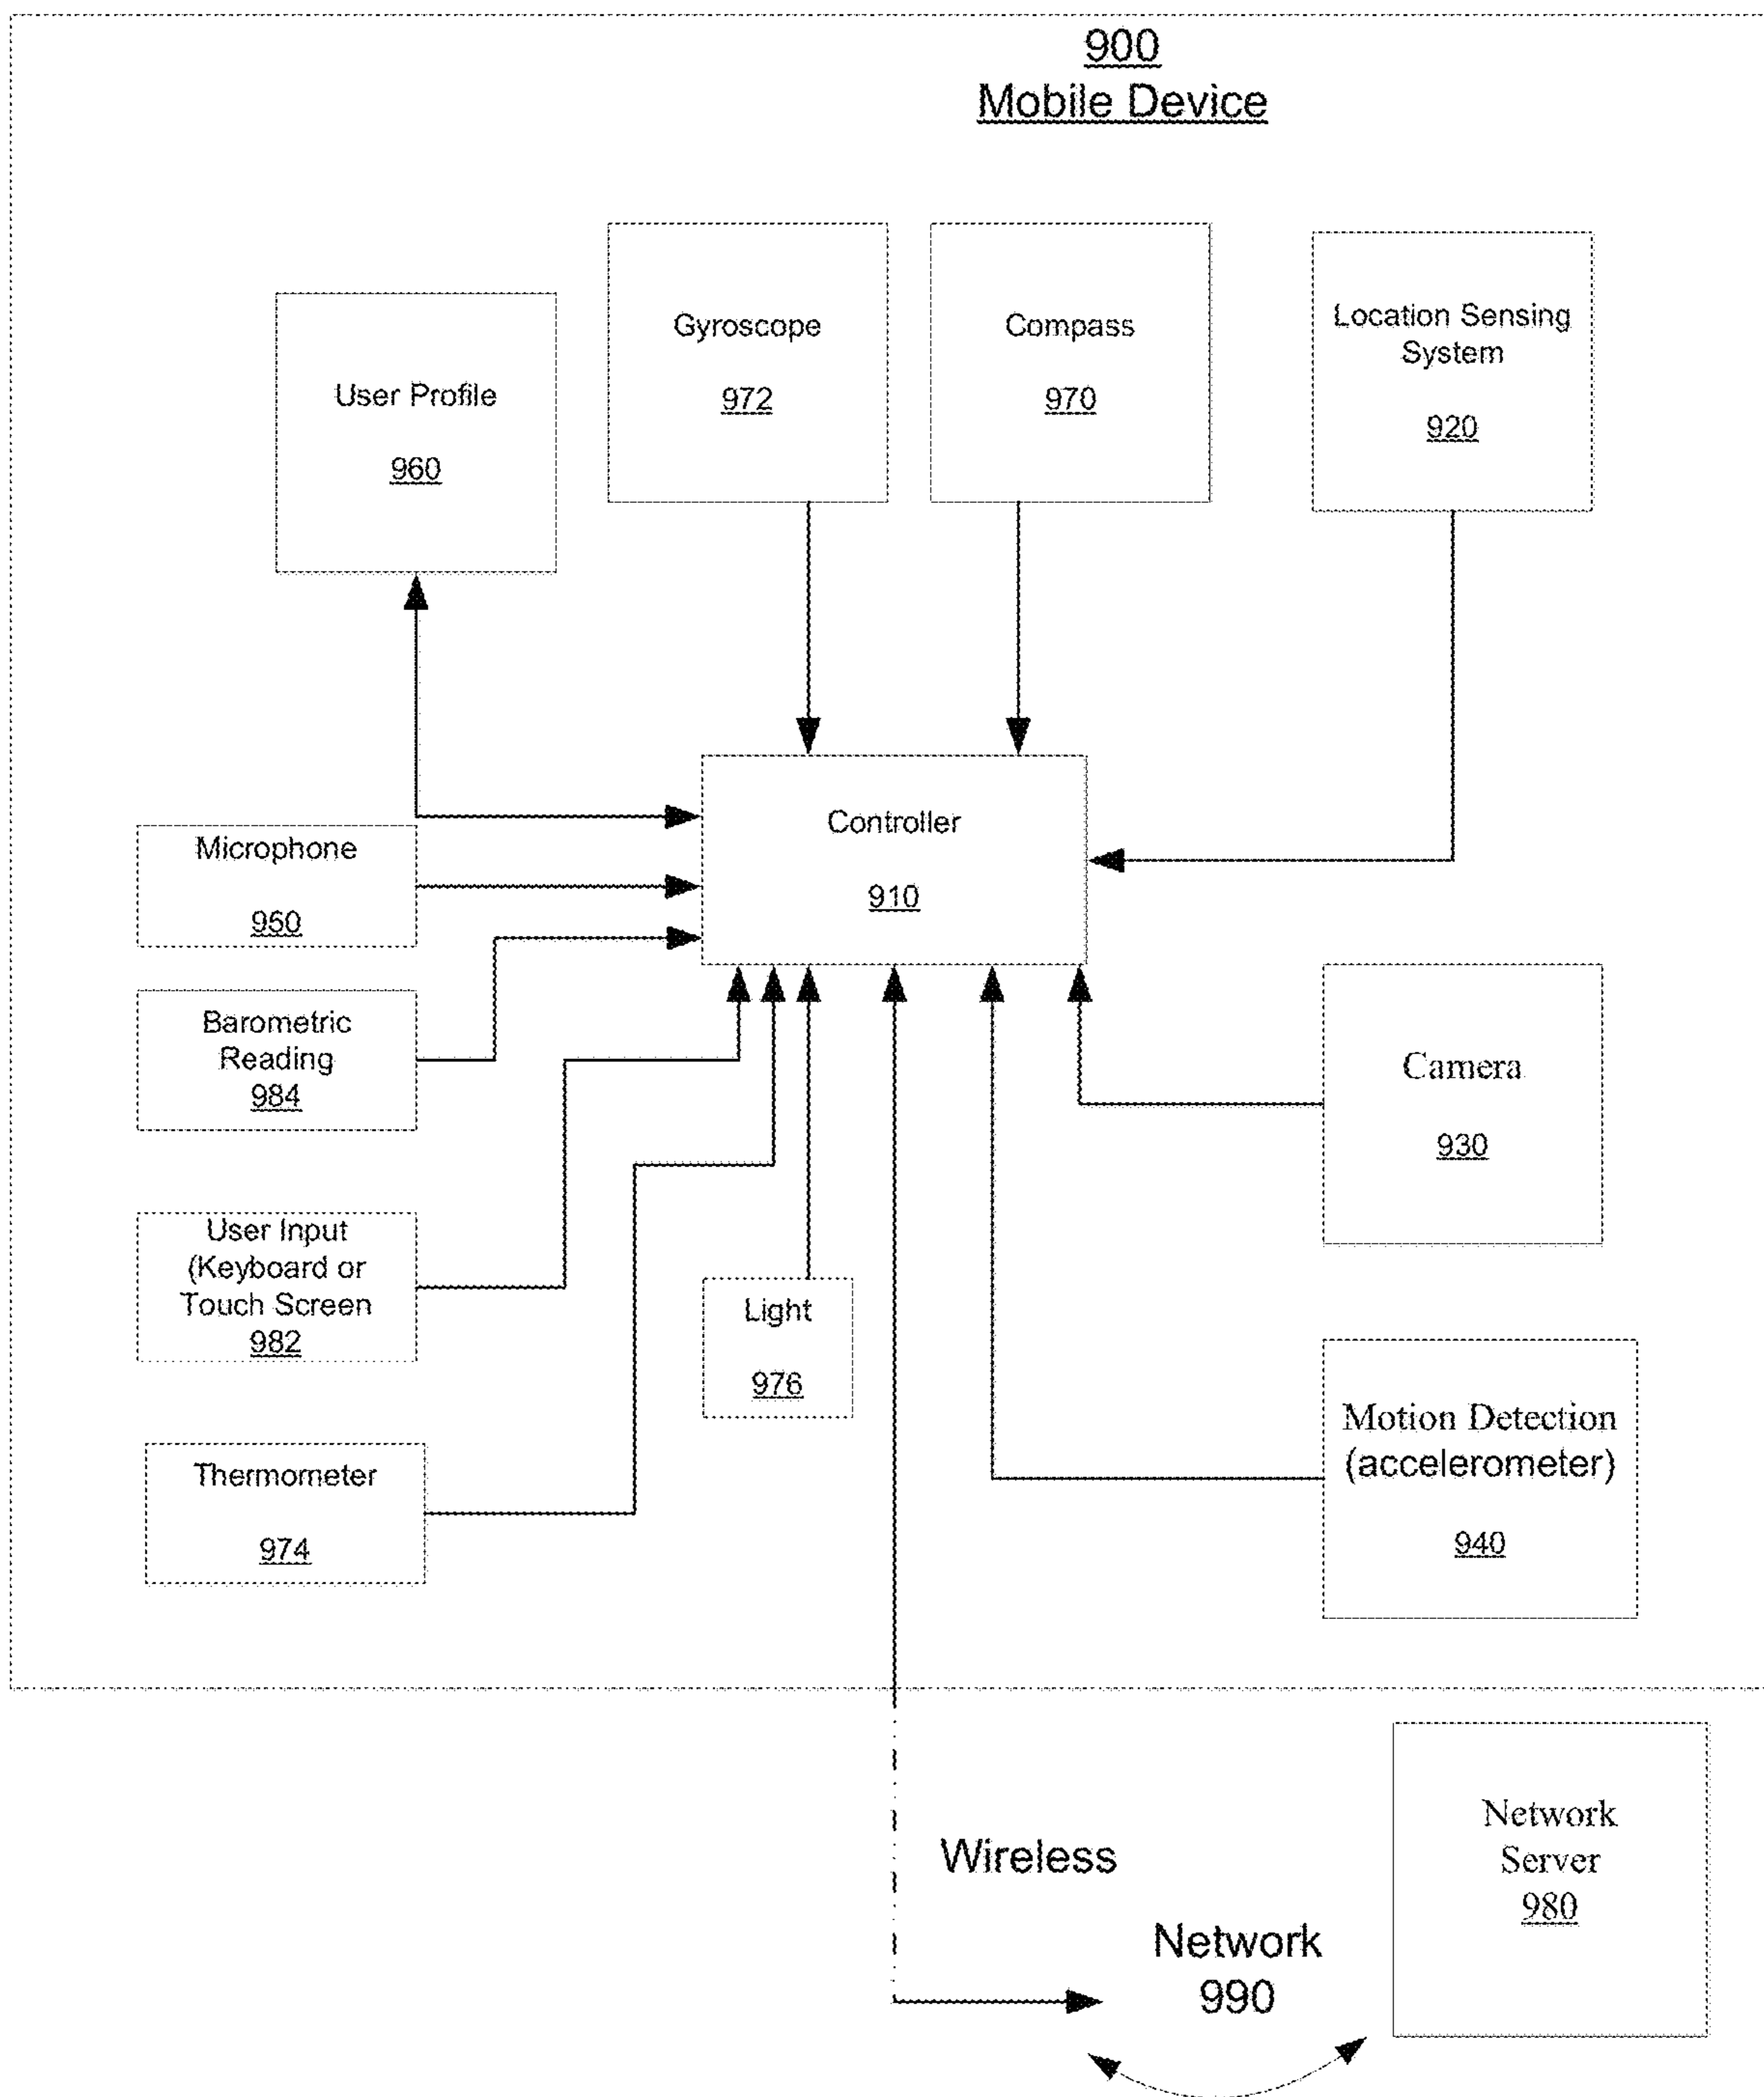 900
Mobile Device
Gyroscope
972
Compass
970
Location Sensing
System
920
User Profile
960
Controller
910
Microphone
950
Barometric
Reading
984
Camera
930
User Input
(Keyboard or
Touch Screen
982
Light
976
Motion Detection
(accelerometer)
940
Thermometer
974
Wireless
Network
990
Network
Server
980